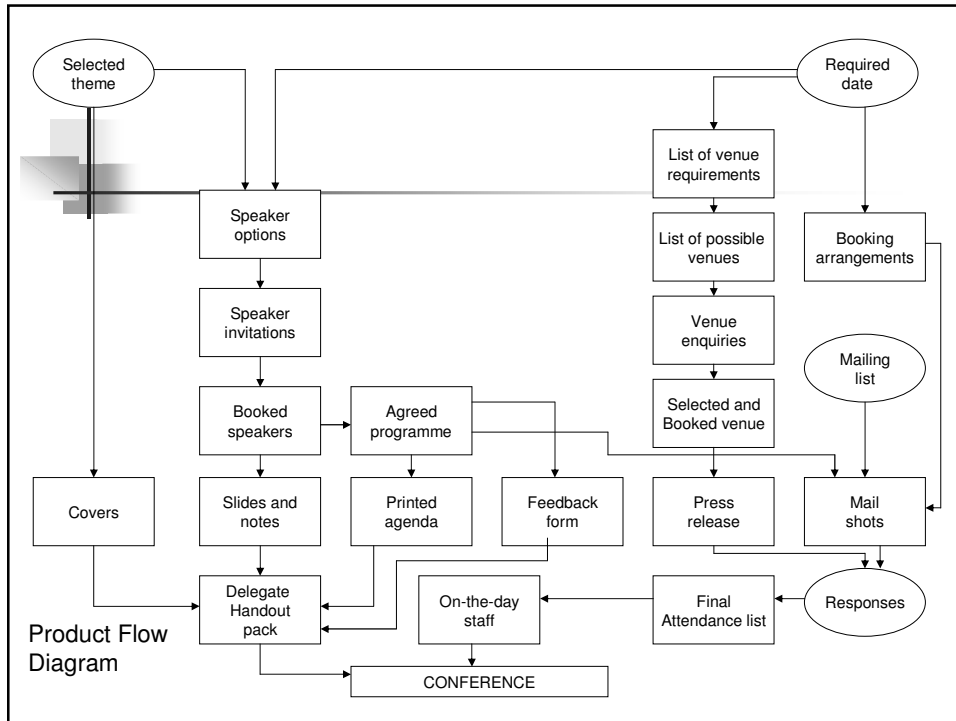 Selected
theme
Required
date
List of venue
requirements
Speaker
options
List of possible
venues
Booking
arrangements
Speaker
invitations
Venue
enquiries
Mailing
list
Booked
speakers
Agreed
programme
Selected and
Booked venue
Covers
Slides and
notes
Printed
agenda
Feedback
form
Press
release
Mail
shots
Delegate
Handout
pack
On-the-day
staff
Final
Attendance list
Responses
Product Flow
Diagram
CONFERENCE